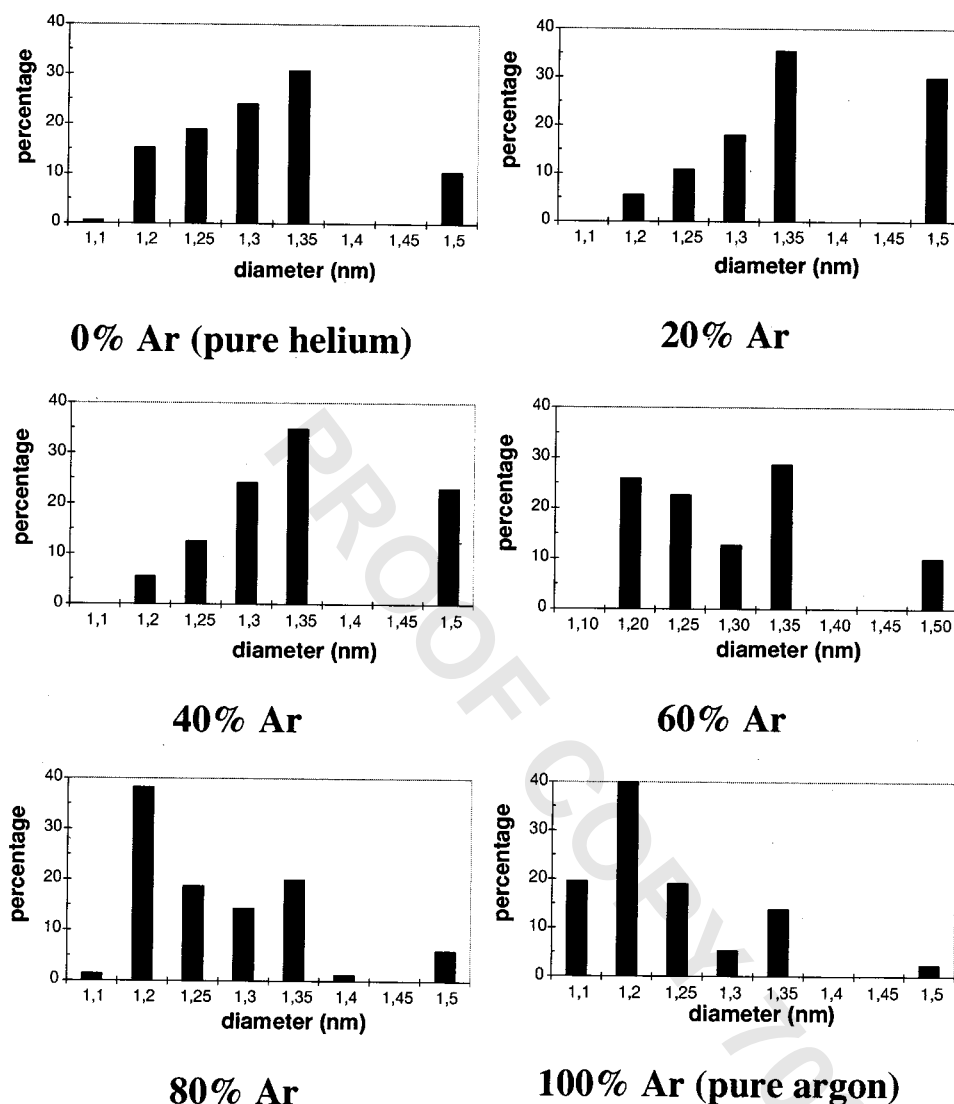 40
30
20
10
0
percentage
1,1 1,2 1,25 1,3 1,35 1,4 1,45 1,5
diameter (nm)
0% Ar (pure helium)
40
30
20
10
0
percentage
1,1 1,2 1,25 1,3 1,35 1,4 1,45 1,5
diameter (nm)
20% Ar
40
30
20
10
0
percentage
1,1 1,2 1,25 1,3 1,35 1,4 1,45 1,5
diameter (nm)
40% Ar
40
30
20
10
0
percentage
1,10 1,20 1,25 1,30 1,35 1,40 1,45 1,50
diameter (nm)
60% Ar
40
30
20
10
0
percentage
1,1 1,2 1,25 1,3 1,35 1,4 1,45 1,5
diameter (nm)
80% Ar
40
30
20
10
0
percentage
1,1 1,2 1,25 1,3 1,35 1,4 1,45 1,5
diameter (nm)
100% Ar (pure argon)
PROOF COPY